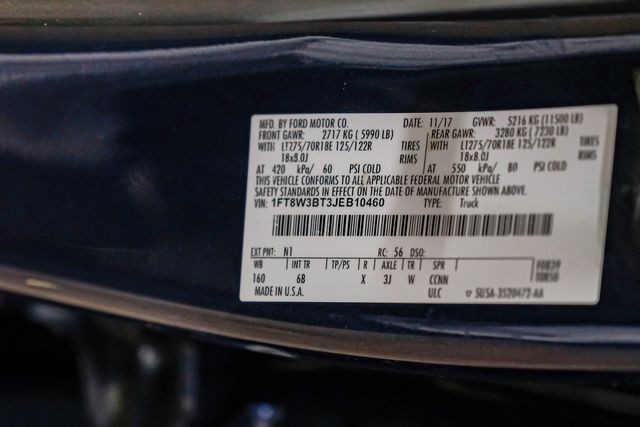 MFD. BY FORD MOTOR CO. DATE: 11/17 GVWR: 5216 KG (11500 LB)
FRONT GAWR: 2717 KG (5990 LB) REAR GAWR: 3280 KG (7230 LB)
WITH LT275/70R18E 125/122R TIRES WITH LT275/70R18E 125/122R TIRES
18x8.0J RIMS 18x8.0J RIMS
AT 420 kPa/ 60 PSI COLD AT 550 kPa/ 80 PSI COLD
THIS VEHICLE CONFORMS TO ALL APPLICABLE FEDERAL MOTOR VEHICLE
SAFETY STANDARDS IN EFFECT ON THE DATE OF MANUFACTURE SHOWN ABOVE.
VIN: 1FT8W3BT3JEB10460 TYPE: Truck
EXT PNT: N1 RC: 56 DSO:
WB INT TR TP/PS R AXLE TR SPR
160 6B X 3J W CCNN
MADE IN U.S.A. ULC